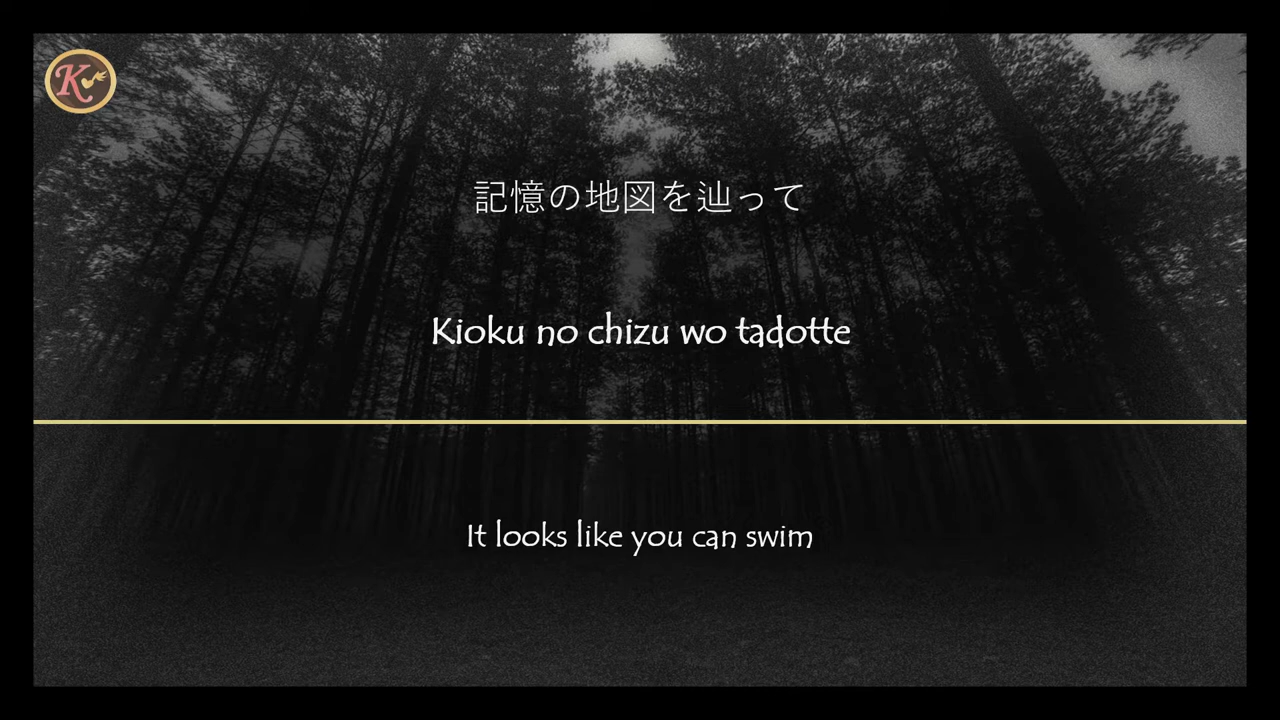 K
記憶の地図を辿って
Kioku no chizu wo tadotte
It looks like you can swim